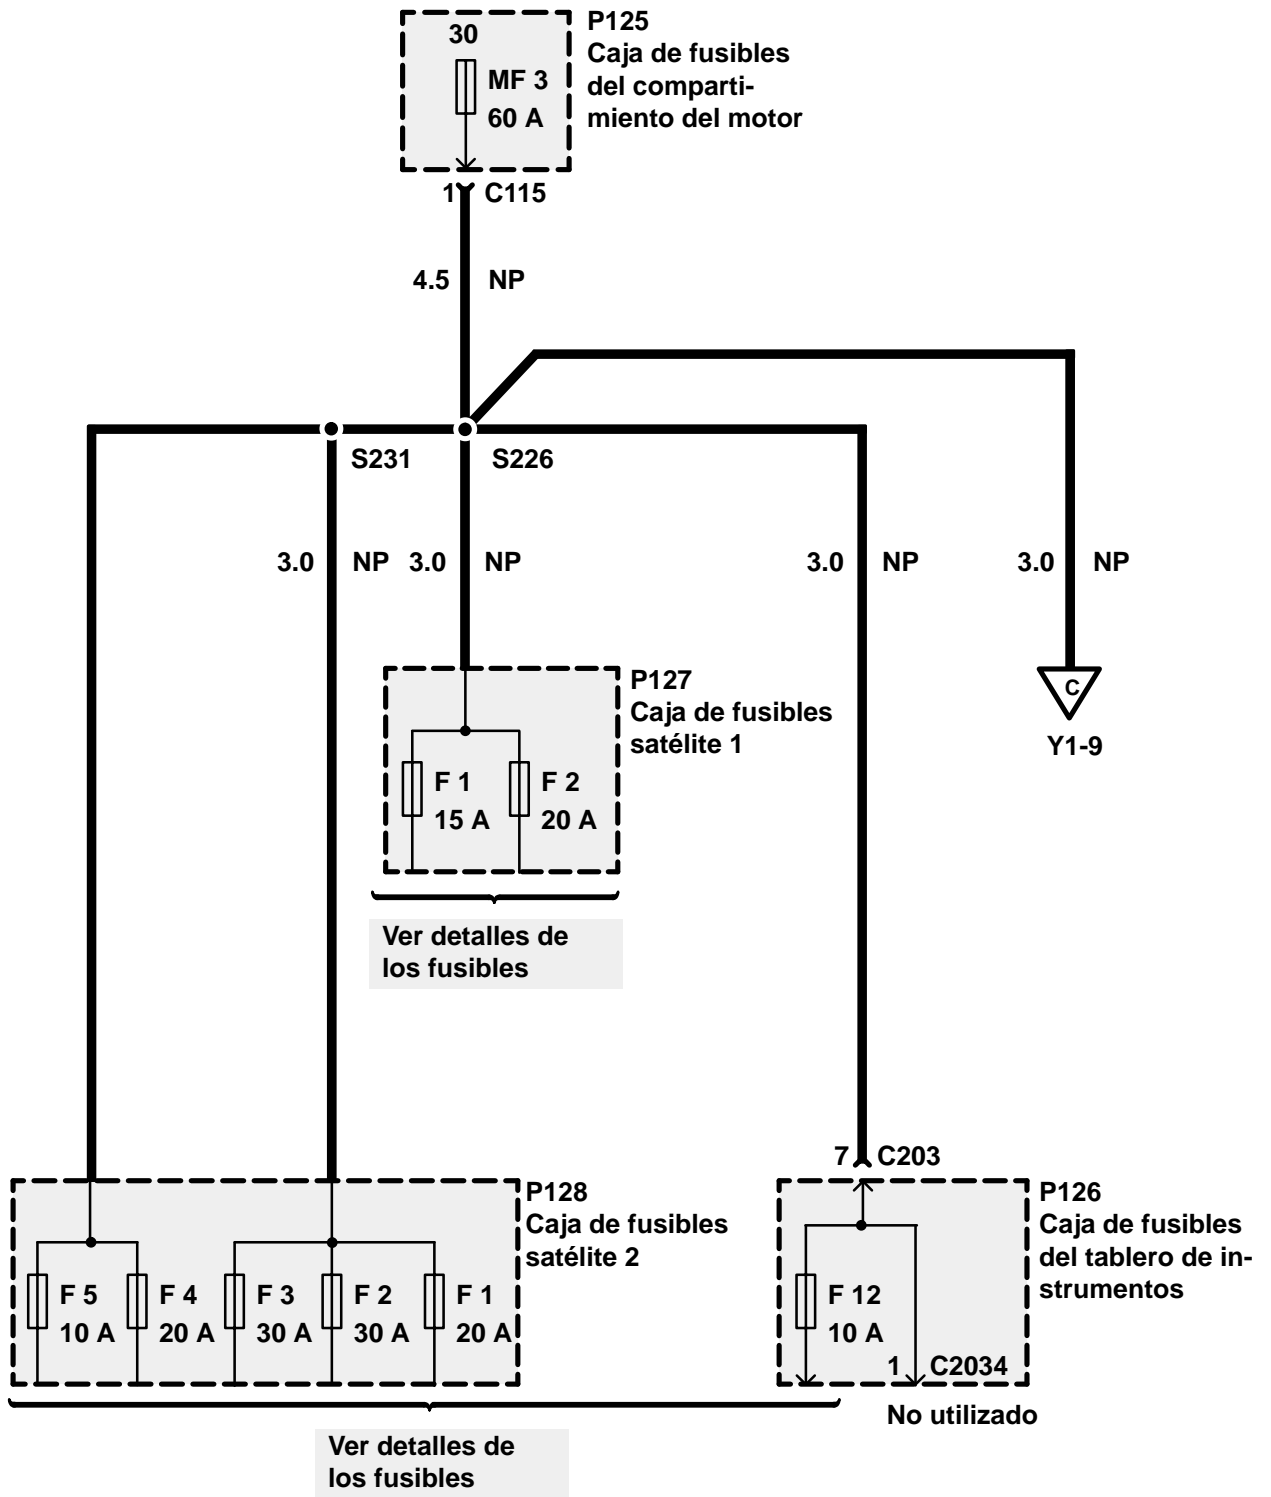 30
MF 3
60 A
P125
Caja de fusibles
del comparti-
miento del motor
1 C115
4.5 NP
S231
S226
3.0 NP
3.0 NP
3.0 NP
3.0 NP
P127
Caja de fusibles
satélite 1
F 1
15 A
F 2
20 A
C
Y1-9
Ver detalles de
los fusibles
7 C203
P128
Caja de fusibles
satélite 2
F 5
10 A
F 4
20 A
F 3
30 A
F 2
30 A
F 1
20 A
P126
Caja de fusibles
del tablero de in-
strumentos
F 12
10 A
1 C2034
No utilizado
Ver detalles de
los fusibles